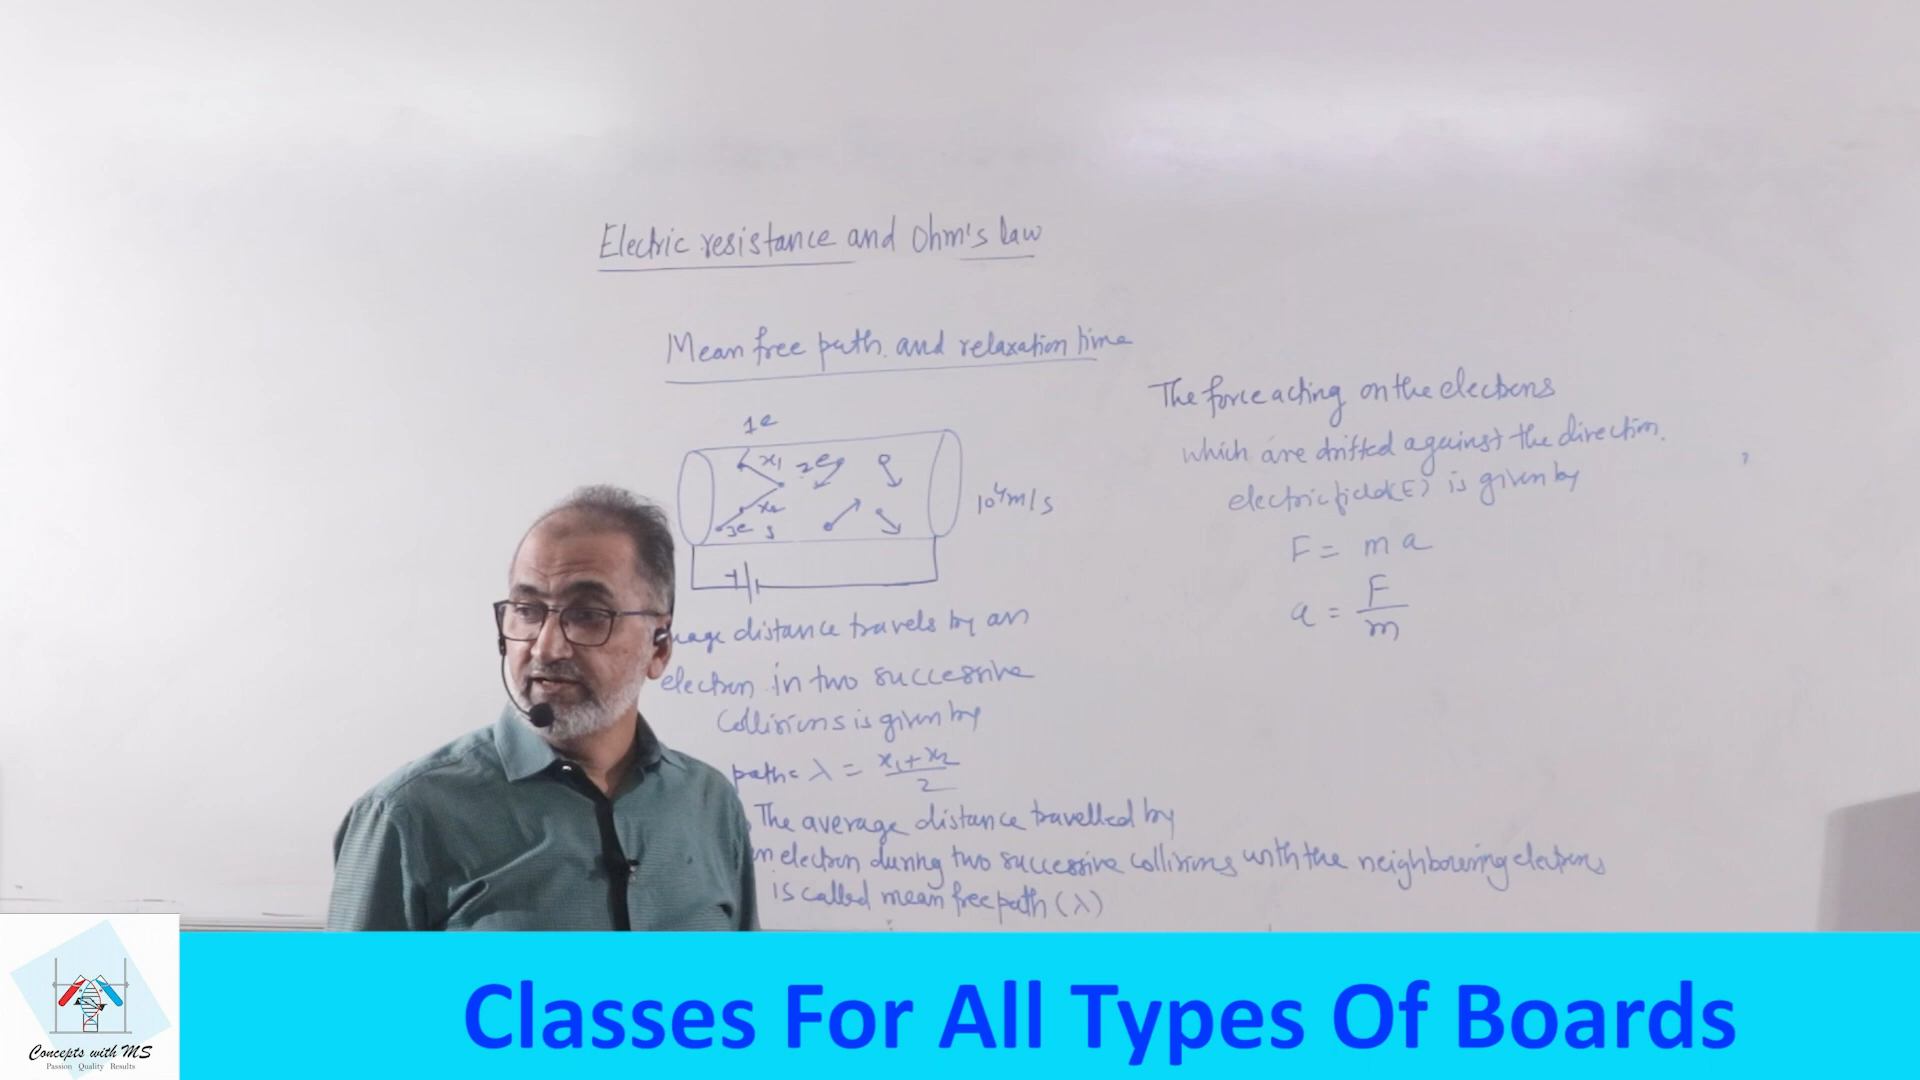 Electric resistance and Ohm's law
Mean free path and relaxation time
1e
x1 2e
x2
3e
10⁴m/s
distance travels by an
electron in two successive
collisions is given by
path = λ = x1+x2
2
The average distance travelled by
electron during two successive collisions with the neighbouring electrons
is called mean free path (λ)
The force acting on the electrons
which are drifted against the direction.
electric field (E) is given by
F = m a
a = F
m
Classes For All Types Of Boards
Concepts with MS
Passion Quality Results